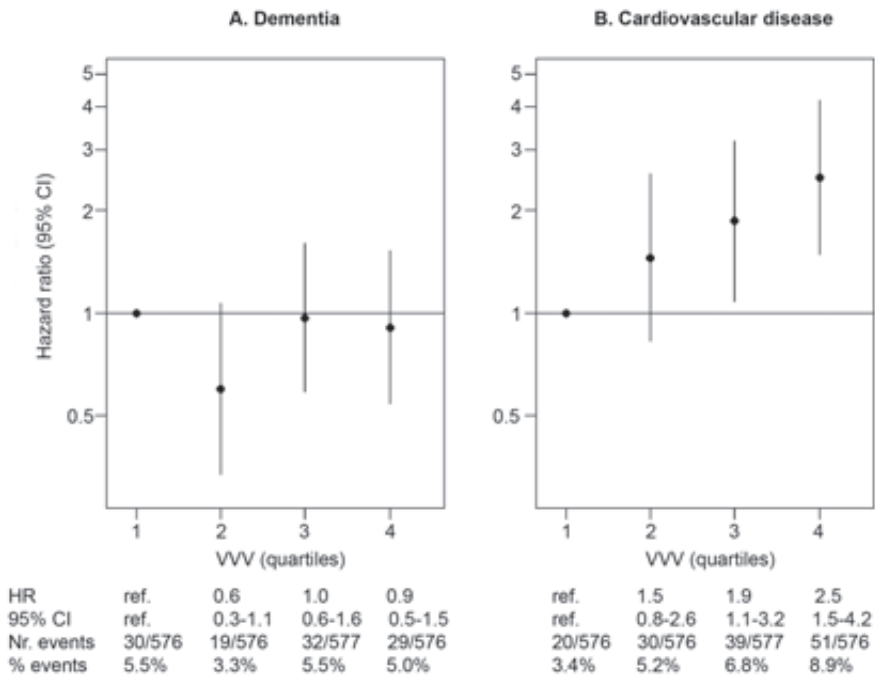 A. Dementia
Hazard ratio (95% CI)
5
4
3
2
1
0.5
1 2 3 4
VVV (quartiles)
B. Cardiovascular disease
5
4
3
2
1
0.5
1 2 3 4
VVV (quartiles)
HR ref. 0.6 1.0 0.9 ref. 1.5 1.9 2.5
95% CI ref. 0.3-1.1 0.6-1.6 0.5-1.5 ref. 0.8-2.6 1.1-3.2 1.5-4.2
Nr. events 30/576 19/576 32/577 29/576 20/576 30/576 39/577 51/576
% events 5.5% 3.3% 5.5% 5.0% 3.4% 5.2% 6.8% 8.9%